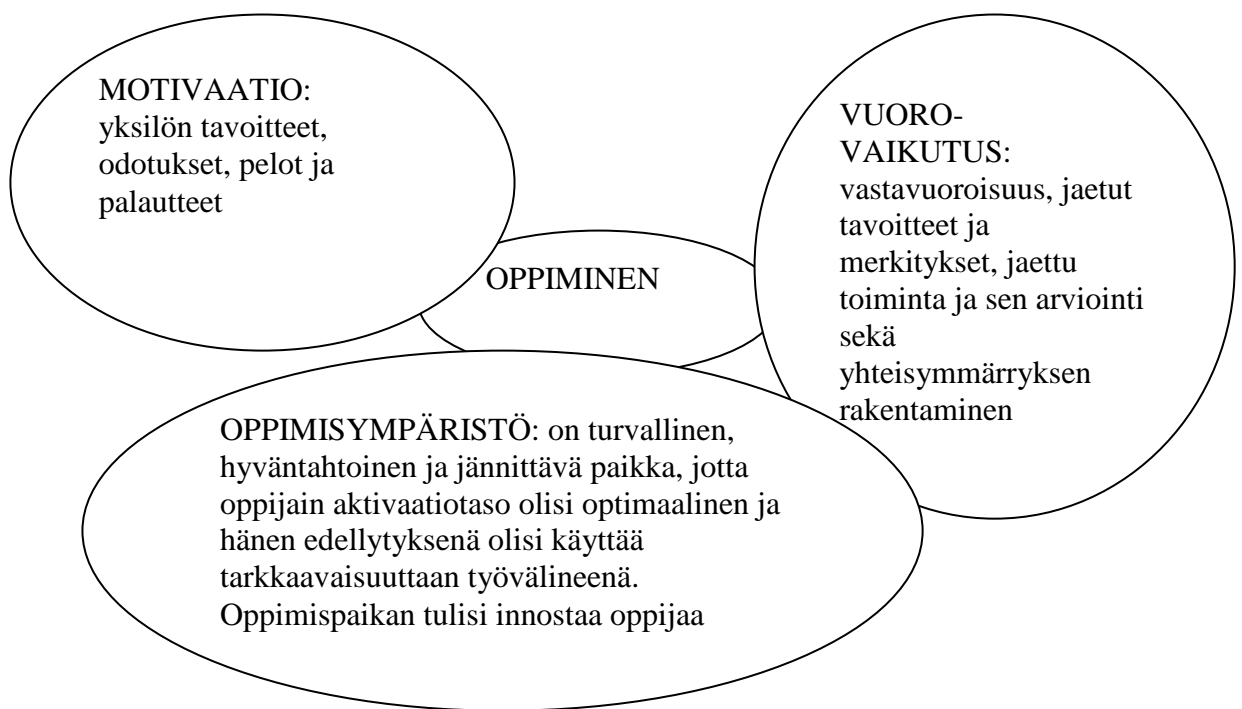 MOTIVAATIO:
yksilön tavoitteet,
odotukset, pelot ja
palautteet
VUORO-
VAIKUTUS:
vastavuoroisuus, jaetut
tavoitteet ja
merkitykset, jaettu
toiminta ja sen arviointi
sekä
yhteisymmärryksen
rakentaminen
OPPIMINEN
OPPIMISYMPÄRISTÖ: on turvallinen,
hyväntahtoinen ja jännittävä paikka, jotta
oppijain aktivaatiotaso olisi optimaalinen ja
hänen edellytyksenä olisi käyttää
tarkkaavaisuuttaan työvälineenä.
Oppimispaikan tulisi innostaa oppijaa